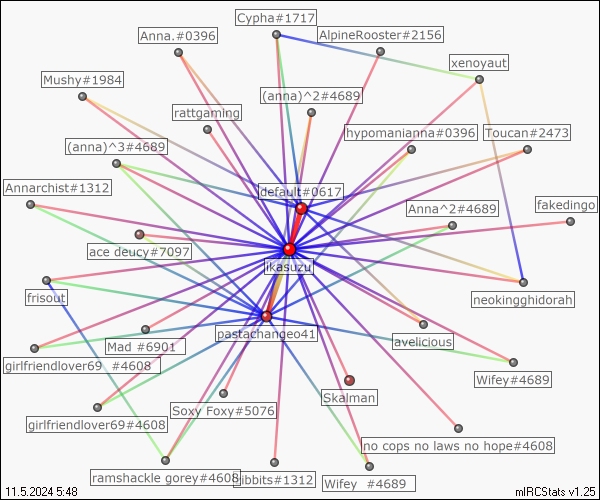 Cypha#1717
Anna.#0396
AlpineRooster#2156
xenoyaut
Mushy#1984
(anna)^2#4689
rattgaming
hypomanianna#0396
Toucan#2473
(anna)^3#4689
Annarchist#1312
default#0617
Anna^2#4689
fakedingo
ace deucy#7097
ikasuzu
frisout
neokingghidorah
pastachangeo41
avelicious
Mad #6901
girlfriendlover69 #4608
Wifey#4689
Skalman
Soxy Foxy#5076
girlfriendlover69#4608
no cops no laws no hope#4608
ramshackle gorey#4608
jibbits#1312
Wifey #4689
11.5.2024 5:48
mIRCStats v1.25